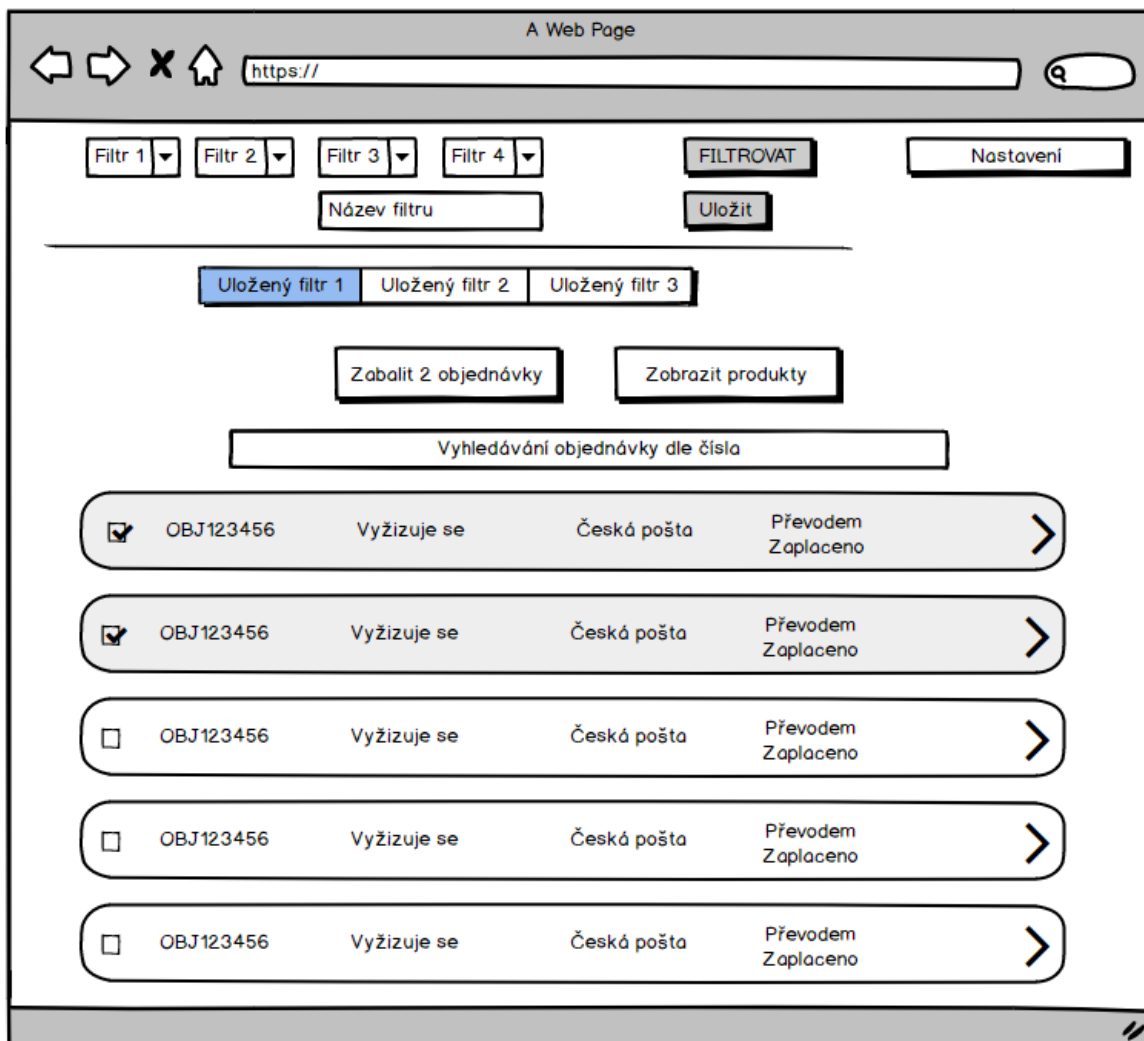 A Web Page
https://
Filtr 1 Filtr 2 Filtr 3 Filtr 4 FILTROVAT Nastavení
Název filtru Uložit
Uložený filtr 1 Uložený filtr 2 Uložený filtr 3
Zabalit 2 objednávky Zobrazit produkty
Vyhledávání objednávky dle čísla
OBJ123456 Vyžizuje se Česká pošta Převodem
Zaplaceno
OBJ123456 Vyžizuje se Česká pošta Převodem
Zaplaceno
OBJ123456 Vyžizuje se Česká pošta Převodem
Zaplaceno
OBJ123456 Vyžizuje se Česká pošta Převodem
Zaplaceno
OBJ123456 Vyžizuje se Česká pošta Převodem
Zaplaceno